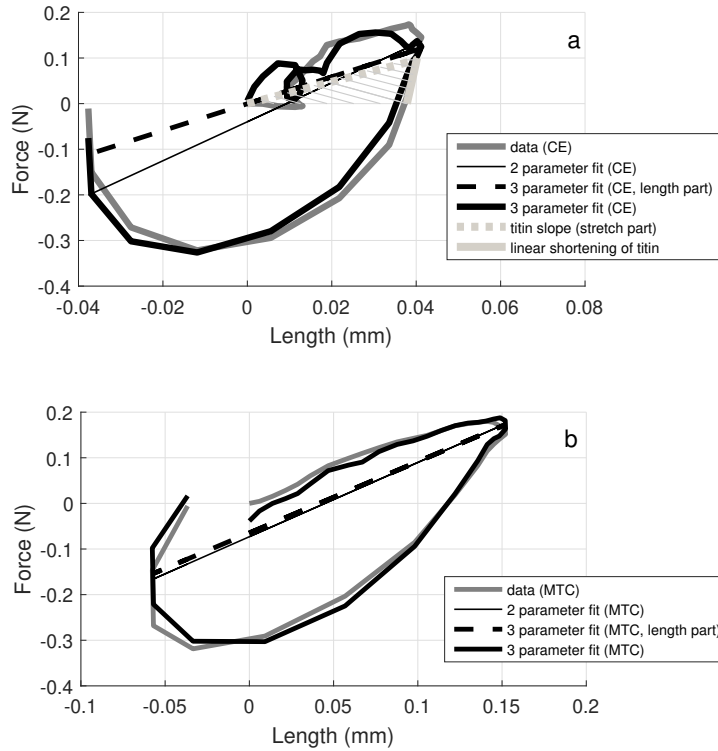 a
0.2
0.1
0
-0.1
-0.2
-0.3
-0.4
Force (N)
-0.04
-0.02
0
0.02
0.04
0.06
0.08
Length (mm)
data (CE)
2 parameter fit (CE)
3 parameter fit (CE, length part)
3 parameter fit (CE)
titin slope (stretch part)
linear shortening of titin
b
0.2
0.1
0
-0.1
-0.2
-0.3
-0.4
Force (N)
-0.1
-0.05
0
0.05
0.1
0.15
0.2
Length (mm)
data (MTC)
2 parameter fit (MTC)
3 parameter fit (MTC, length part)
3 parameter fit (MTC)